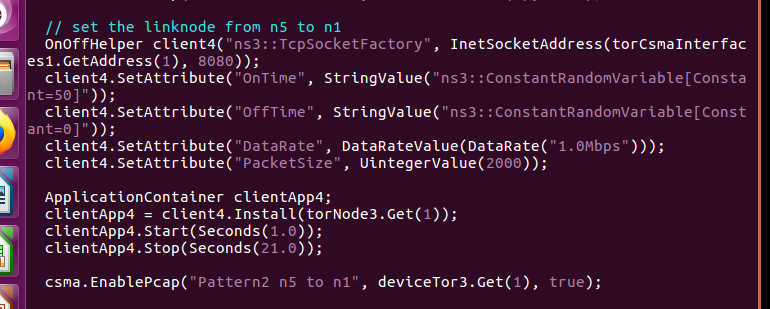 // set the linknode from n5 to n1
OnOffHelper client4("ns3::TcpSocketFactory", InetSocketAddress(torCsmaInterfac
es1.GetAddress(1), 8080));
client4.SetAttribute("OnTime", StringValue("ns3::ConstantRandomVariable[Consta
nt=50]"));
client4.SetAttribute("OffTime", StringValue("ns3::ConstantRandomVariable[Const
ant=0]"));
client4.SetAttribute("DataRate", DataRateValue(DataRate("1.0Mbps")));
client4.SetAttribute("PacketSize", UintegerValue(2000));
ApplicationContainer clientApp4;
clientApp4 = client4.Install(torNode3.Get(1));
clientApp4.Start(Seconds(1.0));
clientApp4.Stop(Seconds(21.0));
csma.EnablePcap("Pattern2 n5 to n1", deviceTor3.Get(1), true);